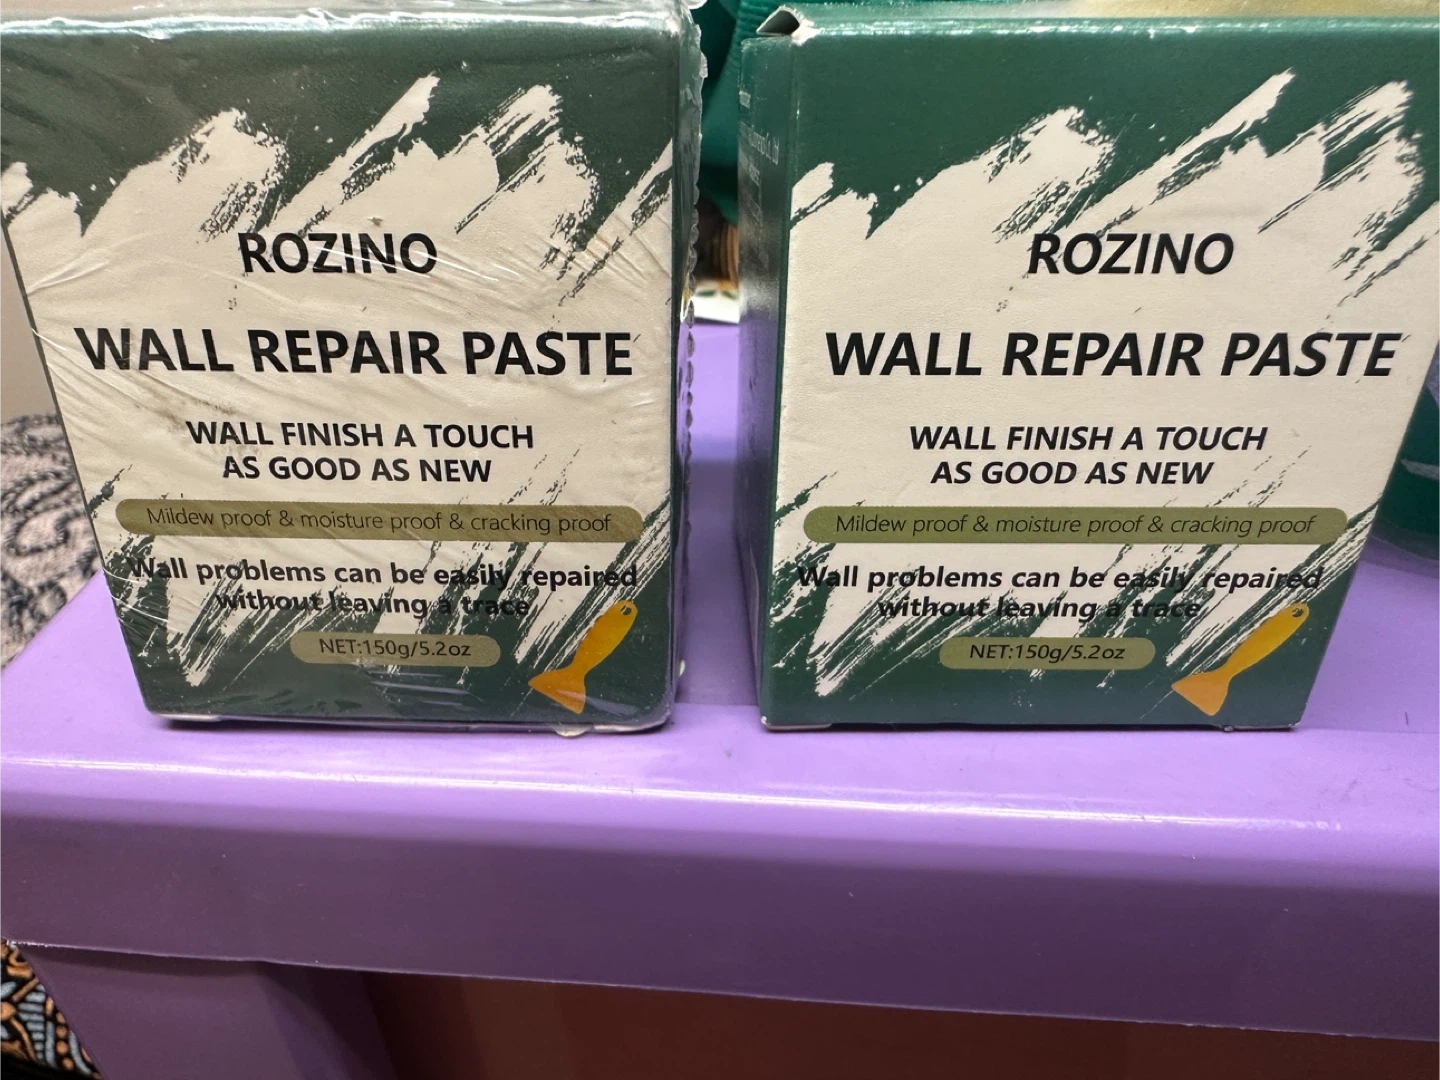 ROZINO
WALL REPAIR PASTE
WALL FINISH A TOUCH
AS GOOD AS NEW
Mildew proof & moisture proof & cracking proof
Wall problems can be easily repaired
without leaving a trace
NET:150g/5.2oz
ROZINO
WALL REPAIR PASTE
WALL FINISH A TOUCH
AS GOOD AS NEW
Mildew proof & moisture proof & cracking proof
Wall problems can be easily repaired
without leaving a trace
NET:150g/5.2oz